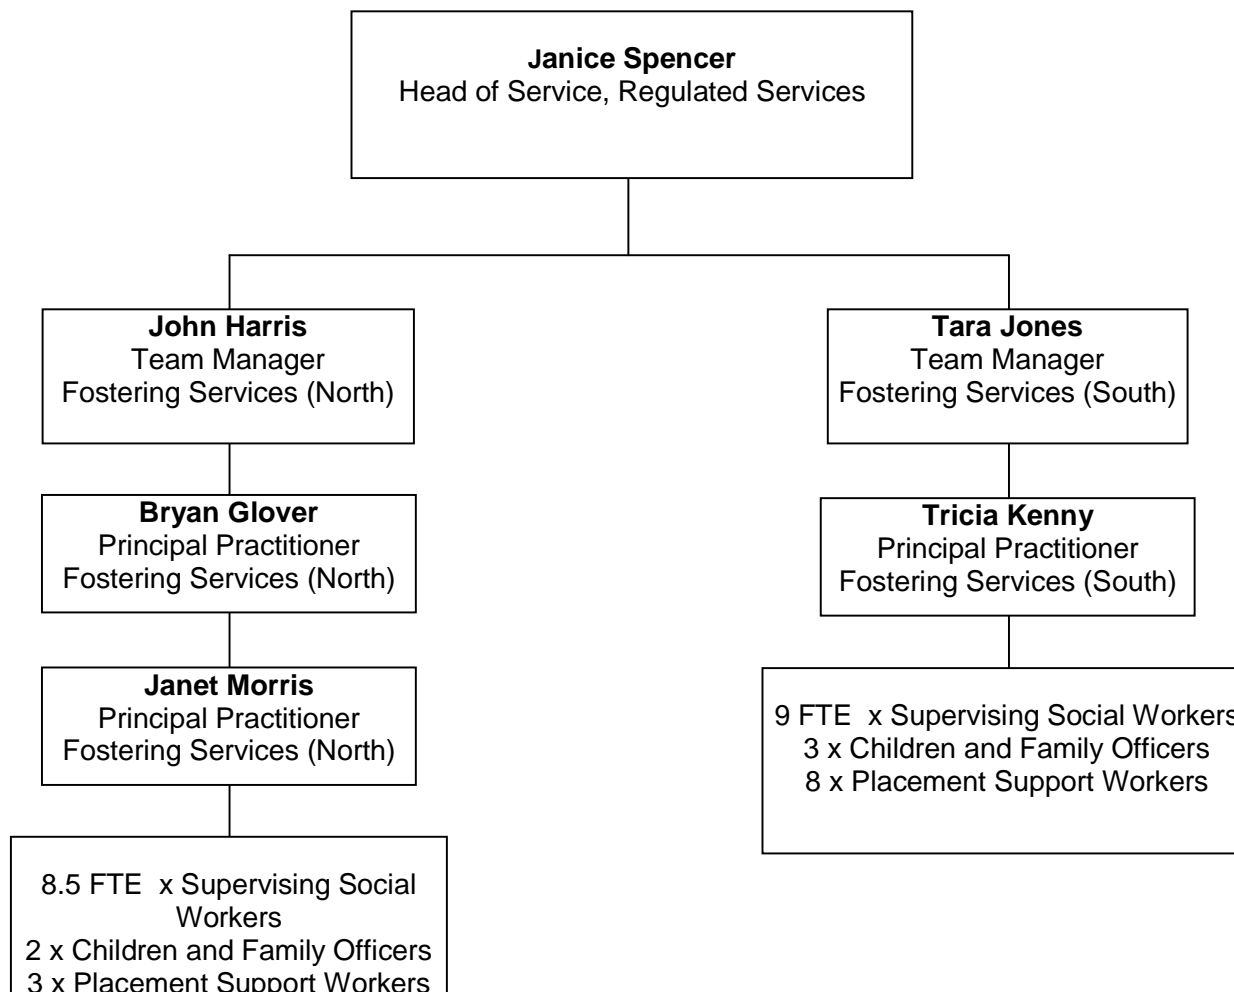 Janice Spencer
Head of Service, Regulated Services
John Harris
Team Manager
Fostering Services (North)
Tara Jones
Team Manager
Fostering Services (South)
Bryan Glover
Principal Practitioner
Fostering Services (North)
Tricia Kenny
Principal Practitioner
Fostering Services (South)
Janet Morris
Principal Practitioner
Fostering Services (North)
9 FTE x Supervising Social Workers
3 x Children and Family Officers
8 x Placement Support Workers
8.5 FTE x Supervising Social
Workers
2 x Children and Family Officers
3 x Placement Support Workers